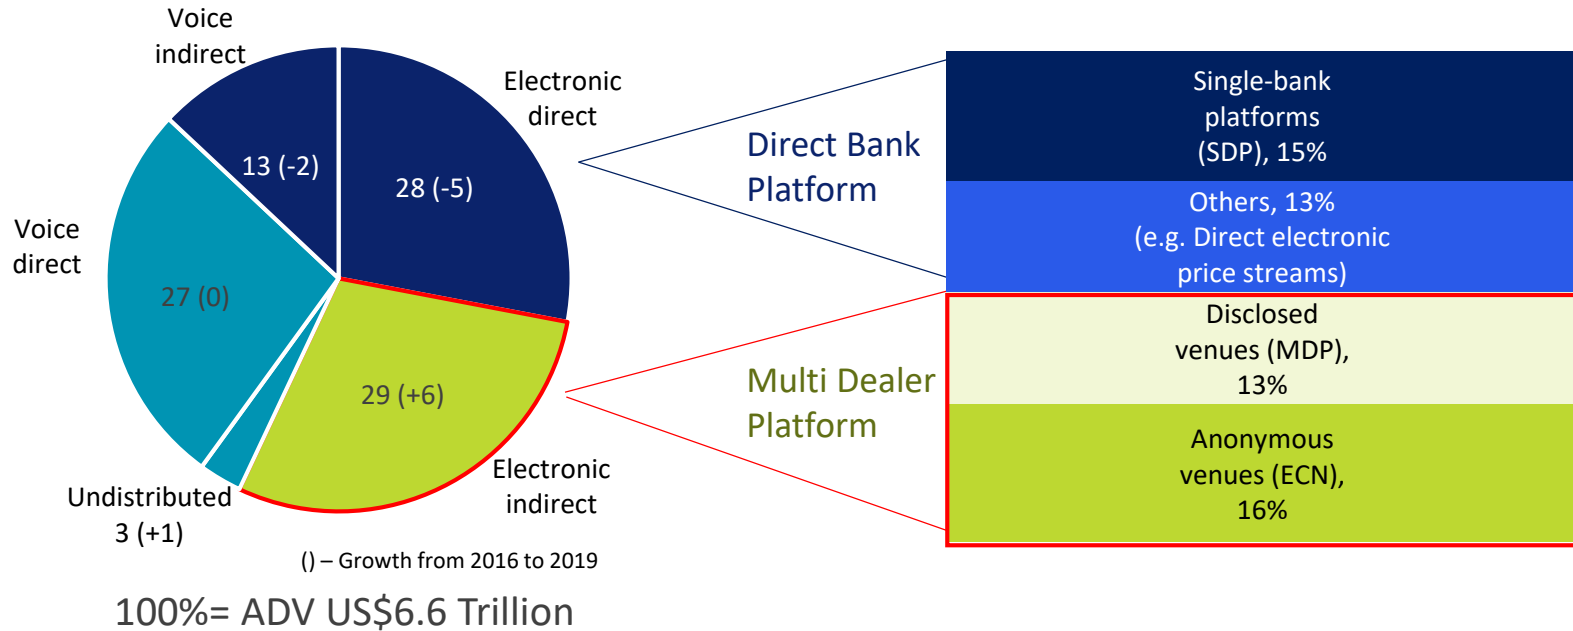 Voice
indirect
Electronic
direct
13 (-2)
28 (-5)
Voice
direct
27 (0)
29 (+6)
Undistributed
3 (+1)
Electronic
indirect
() – Growth from 2016 to 2019
100%= ADV US$6.6 Trillion
Direct Bank
Platform
Multi Dealer
Platform
Single-bank
platforms
(SDP), 15%
Others, 13%
(e.g. Direct electronic
price streams)
Disclosed
venues (MDP),
13%
Anonymous
venues (ECN),
16%